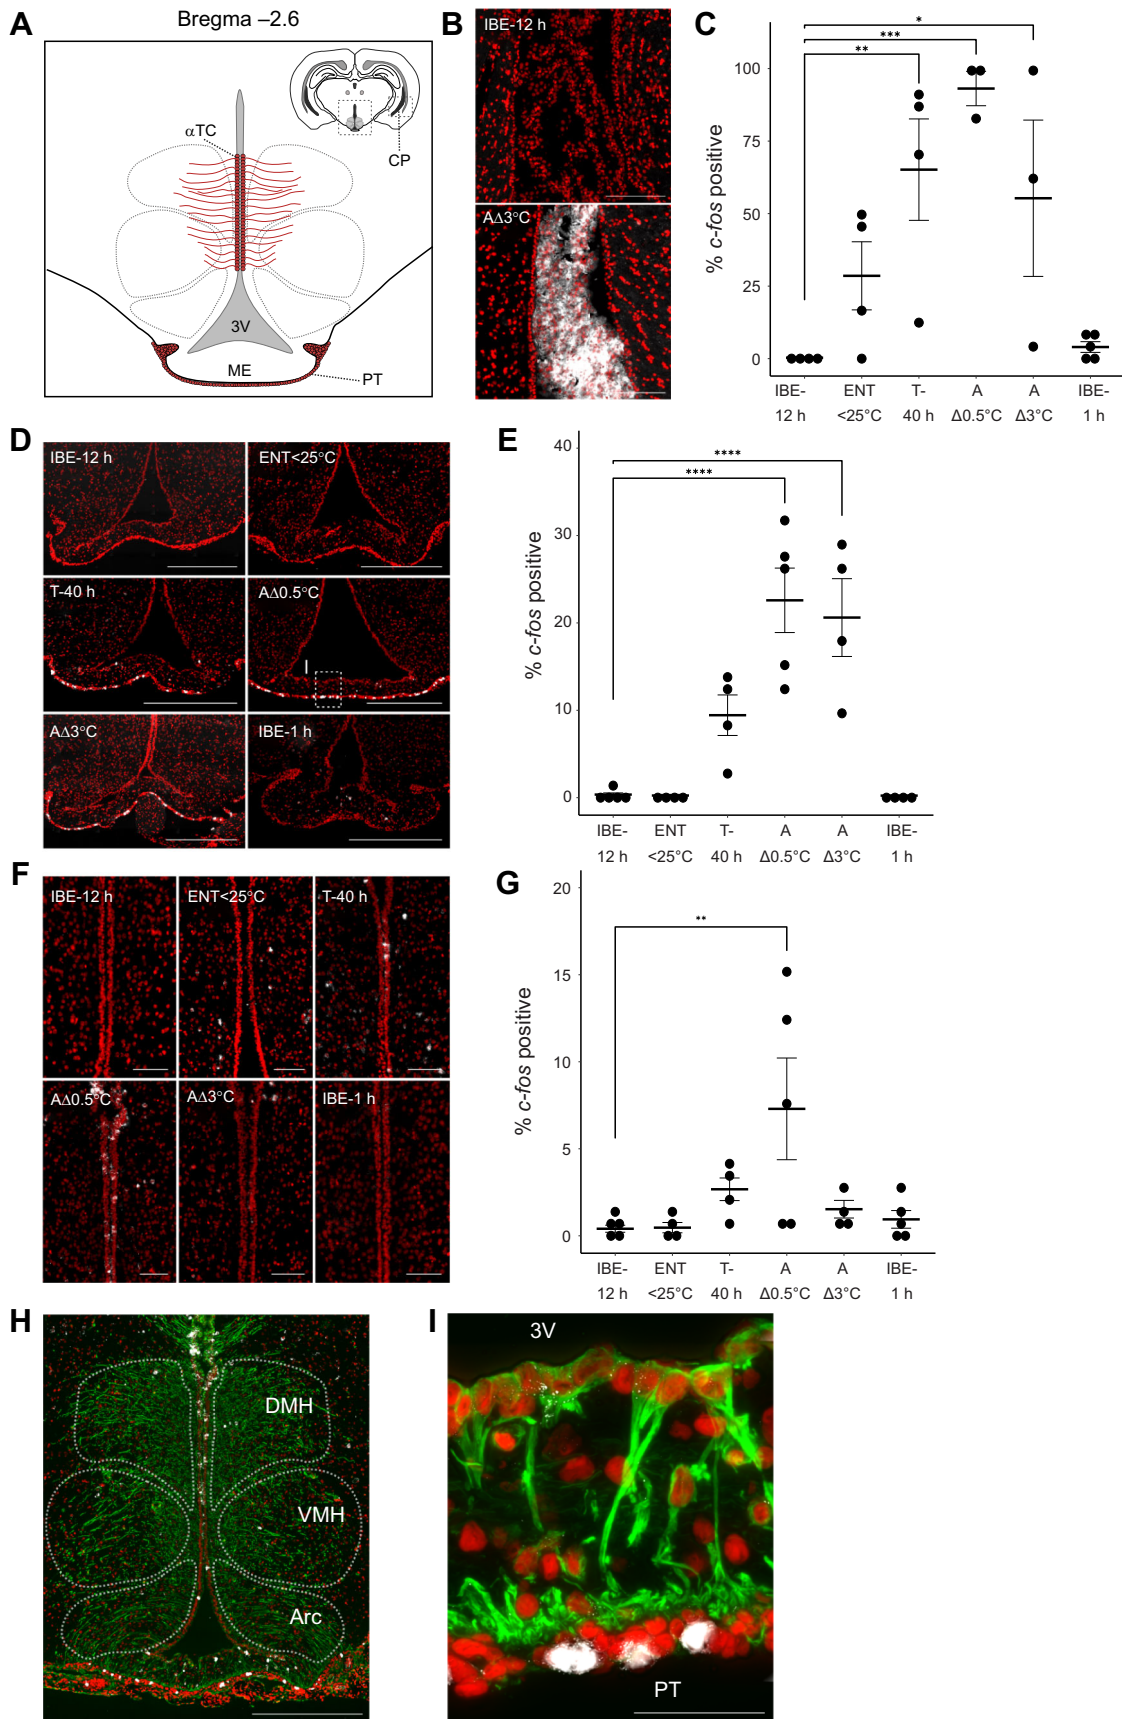 A
Bregma –2.6
αTC
CP
3V
ME
PT
B
IBE-12 h
AΔ3°C
C
% c-fos positive
100
75
50
25
0
*
***
**
IBE- ENT T- A A IBE-
12 h <25°C 40 h Δ0.5°C Δ3°C 1 h
D
IBE-12 h
ENT<25°C
T-40 h
AΔ0.5°C
I
AΔ3°C
IBE-1 h
E
% c-fos positive
40
30
20
10
0
****
****
IBE- ENT T- A A IBE-
12 h <25°C 40 h Δ0.5°C Δ3°C 1 h
F
IBE-12 h
ENT<25°C
T-40 h
AΔ0.5°C
AΔ3°C
IBE-1 h
G
% c-fos positive
20
15
10
5
0
**
IBE- ENT T- A A IBE-
12 h <25°C 40 h Δ0.5°C Δ3°C 1 h
H
DMH
VMH
Arc
I
3V
PT